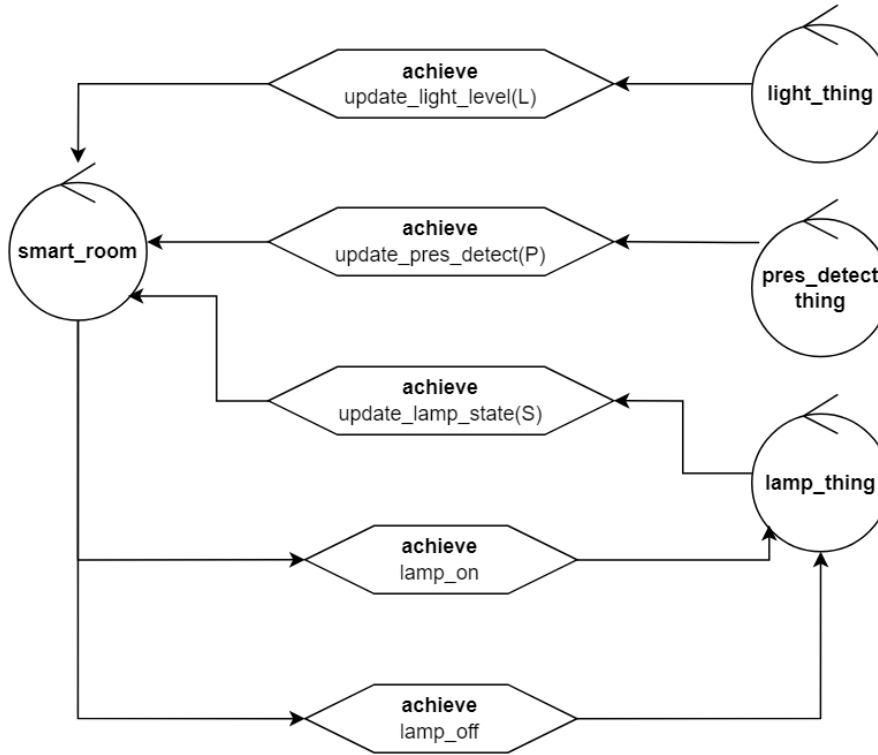 achieve
update_light_level(L)
light_thing
smart_room
achieve
update_pres_detect(P)
pres_detect
thing
achieve
update_lamp_state(S)
lamp_thing
achieve
lamp_on
achieve
lamp_off